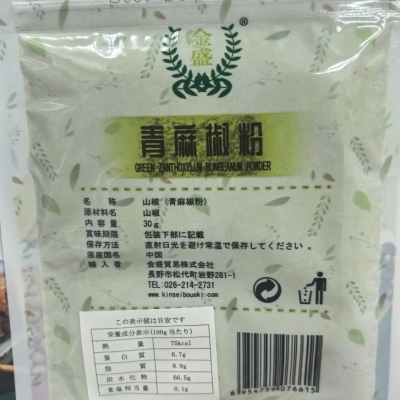 金盛
®
青麻椒粉
GREEN ZANTHOXYLUM BUNGEANUM POWDER
名 称 山椒（青麻椒粉）
原材料名 山椒
内 容 量 30g
賞味期限 包装下部に記載
保存方法 直射日光を避け常温で保存してください。
原産国名 中国
輸 入 者 金盛貿易株式会社
長野市松代町岩野281-1
TEL:026-214-2731
(www.kinseiboueki.com)
この表示値は目安です
栄養成分表示(100g当たり)
熱 量 75kcal
蛋 白 質 6.7g
脂 質 8.9g
炭 水 化 物 66.5g
食塩相当量 0.1g
6954759076615